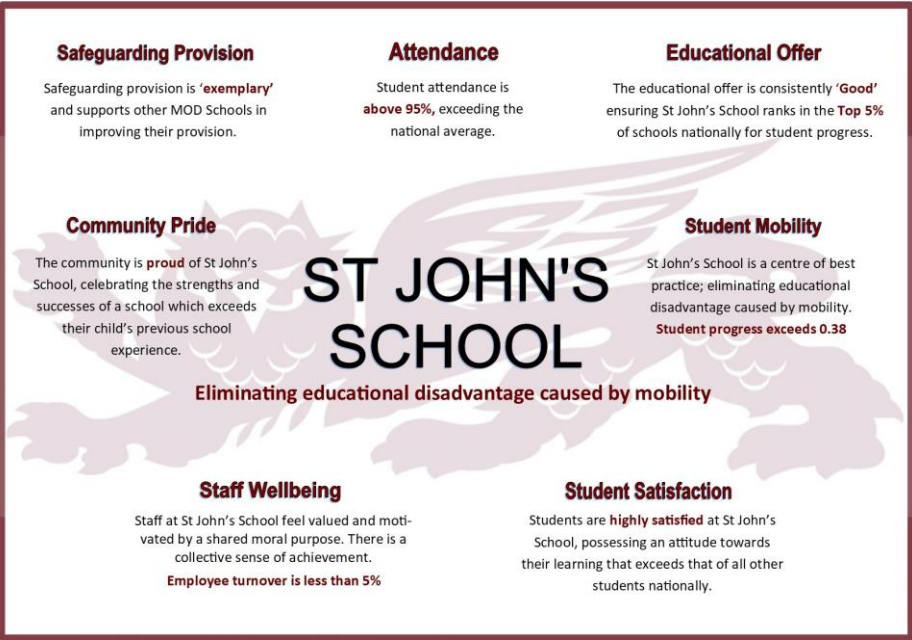 Safeguarding Provision
Safeguarding provision is ‘exemplary’
and supports other MOD Schools in
improving their provision.
Attendance
Student attendance is
above 95%, exceeding the
national average.
Educational Offer
The educational offer is consistently ‘Good’
ensuring St John’s School ranks in the Top 5%
of schools nationally for student progress.
Community Pride
The community is proud of St John’s
School, celebrating the strengths and
successes of a school which exceeds
their child’s previous school
experience.
ST JOHN'S
SCHOOL
Eliminating educational disadvantage caused by mobility
Student Mobility
St John’s School is a centre of best
practice; eliminating educational
disadvantage caused by mobility.
Student progress exceeds 0.38
Staff Wellbeing
Staff at St John’s School feel valued and moti-
vated by a shared moral purpose. There is a
collective sense of achievement.
Employee turnover is less than 5%
Student Satisfaction
Students are highly satisfied at St John’s
School, possessing an attitude towards
their learning that exceeds that of all other
students nationally.